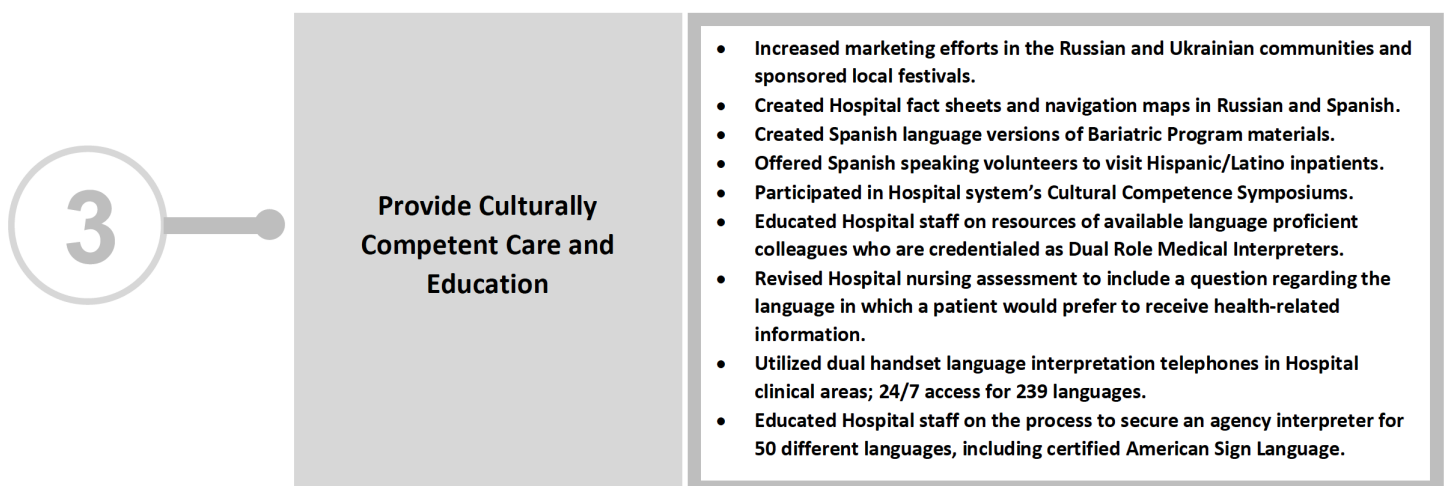 3
Provide Culturally
Competent Care and
Education
• Increased marketing efforts in the Russian and Ukrainian communities and
sponsored local festivals.
• Created Hospital fact sheets and navigation maps in Russian and Spanish.
• Created Spanish language versions of Bariatric Program materials.
• Offered Spanish speaking volunteers to visit Hispanic/Latino inpatients.
• Participated in Hospital system's Cultural Competence Symposiums.
• Educated Hospital staff on resources of available language proficient
colleagues who are credentialed as Dual Role Medical Interpreters.
• Revised Hospital nursing assessment to include a question regarding the
language in which a patient would prefer to receive health-related
information.
• Utilized dual handset language interpretation telephones in Hospital
clinical areas; 24/7 access for 239 languages.
• Educated Hospital staff on the process to secure an agency interpreter for
50 different languages, including certified American Sign Language.